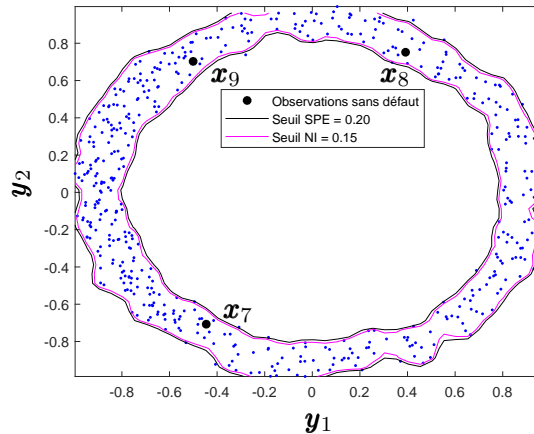 0.8
0.6
0.4
0.2
0
-0.2
-0.4
-0.6
-0.8
y2
x9
x8
Observations sans défaut
Seuil SPE = 0.20
Seuil NI = 0.15
x7
-0.8 -0.6 -0.4 -0.2 0 0.2 0.4 0.6 0.8
y1